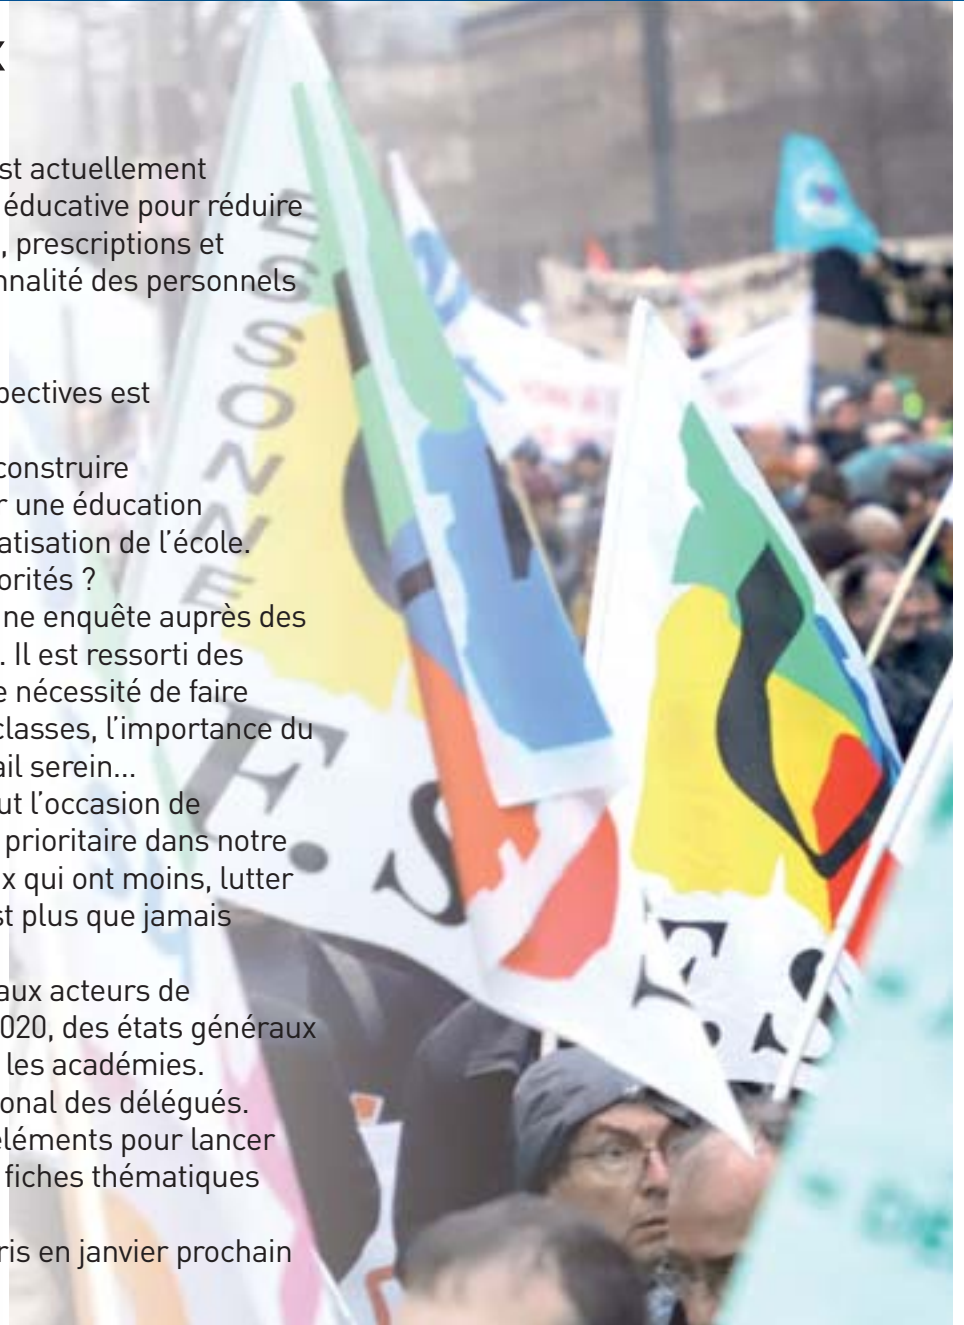 st actuellement
éducative pour réduire
, prescriptions et
nnalité des personnels
pectives est
construire
r une éducation
atisation de l'école.
orités ?
ne enquête auprès des
. Il est ressorti des
e nécessité de faire
classes, l'importance du
ail serein...
ut l'occasion de
prioritaire dans notre
x qui ont moins, lutter
st plus que jamais
aux acteurs de
020, des états généraux
les académies.
onal des délégués.
éléments pour lancer
fiches thématiques
ris en janvier prochain
ESSONNE
F.S
F.S